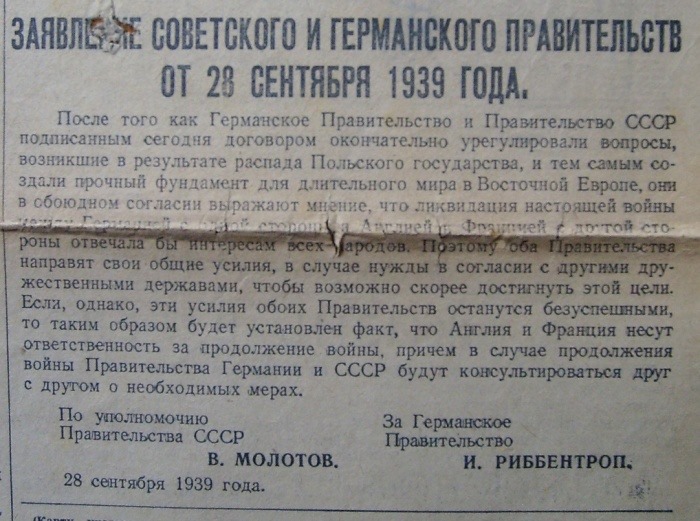 ЗАЯВЛЕНИЕ СОВЕТСКОГО И ГЕРМАНСКОГО ПРАВИТЕЛЬСТВ
ОТ 28 СЕНТЯБРЯ 1939 ГОДА.
После того как Германское Правительство и Правительство СССР
подписанным сегодня договором окончательно урегулировали вопросы,
возникшие в результате распада Польского государства, и тем самым со-
здали прочный фундамент для длительного мира в Восточной Европе, они
в обоюдном согласии выражают мнение, что ликвидация настоящей войны
между Германией с одной стороны и Англией и Францией с другой сто-
роны отвечала бы интересам всех народов. Поэтому оба Правительства
направят свои общие усилия, в случае нужды в согласии с другими дру-
жественными державами, чтобы возможно скорее достигнуть этой цели.
Если, однако, эти усилия обоих Правительств останутся безуспешными,
то таким образом будет установлен факт, что Англия и Франция несут
ответственность за продолжение войны, причем в случае продолжения
войны Правительства Германии и СССР будут консультироваться друг
с другом о необходимых мерах.
По уполномочию
Правительства СССР
В. МОЛОТОВ.
За Германское
Правительство
И. РИББЕНТРОП.
28 сентября 1939 года.